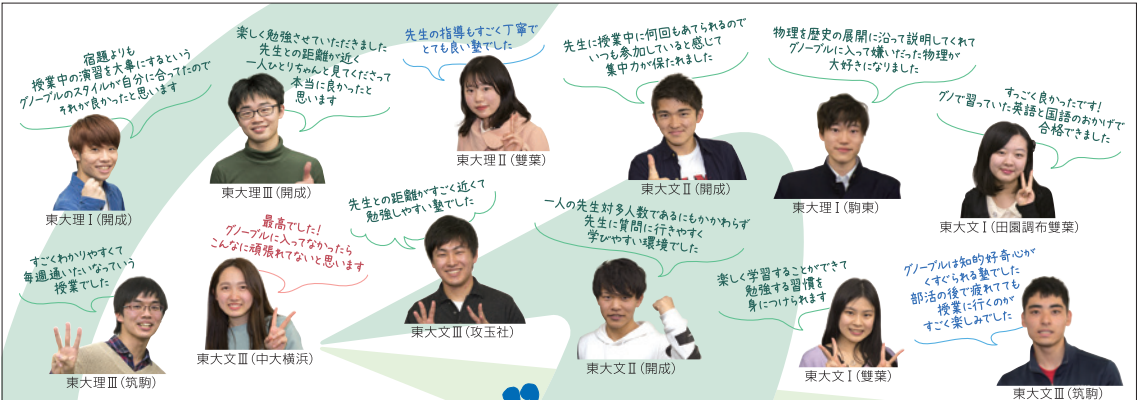 宿題よりも
授業中の演習を大事にするという
グノーブルのスタイルが自分に合ってたので
それが良かったと思います
東大理Ⅰ(開成)
楽しく勉強させていただきました
先生との距離が近く
一人ひとりちゃんと見てくださって
本当に良かったと
思います
東大理Ⅲ(開成)
先生の指導もすごく丁寧で
とても良い塾でした
東大理Ⅱ(雙葉)
先生に授業中に何回もあてられるので
いつも参加していると感じて
集中力が保たれました
東大文Ⅱ(開成)
物理を歴史の展開に沿って説明してくれて
グノーブルに入って嫌いだった物理が
大好きになりました
東大理Ⅰ(駒東)
すっごく良かったです!
グノで習っていた英語と国語のおかげで
合格できました
東大文Ⅰ(田園調布雙葉)
すごくわかりやすくて
毎週通いたいなっていう
授業でした
東大理Ⅲ(筑駒)
最高でした!
グノーブルに入ってなかったら
こんなに頑張れてないと思います
東大文Ⅲ(中大横浜)
先生との距離がすごく近くて
勉強しやすい塾でした
東大文Ⅲ(攻玉社)
一人の先生対多人数であるにもかかわらず
先生に質問に行きやすく
学びやすい環境でした
東大文Ⅱ(開成)
楽しく学習することができて
勉強する習慣を
身につけられます
東大文Ⅰ(雙葉)
グノーブルは知的好奇心が
くすぐられる塾でした
部活の後で疲れてても
授業に行くのが
すごく楽しみでした
東大文Ⅲ(筑駒)